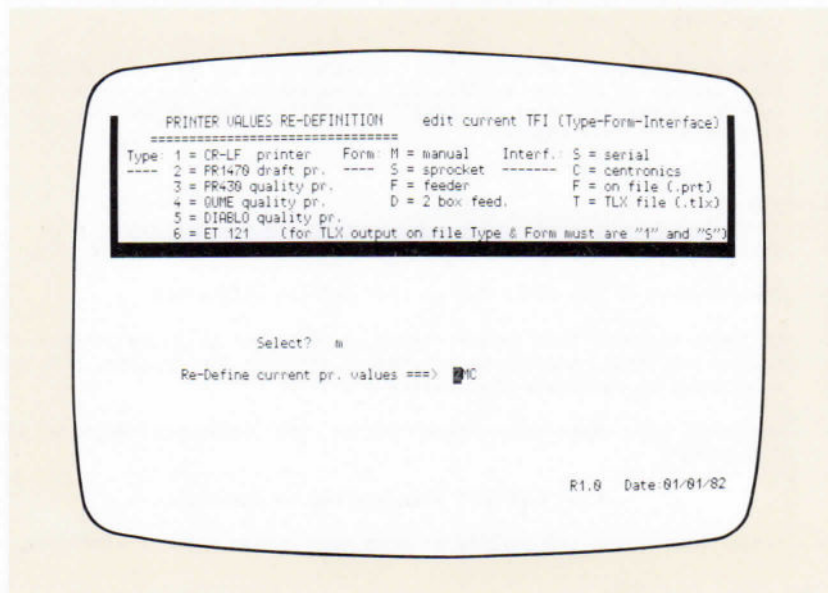 PRINTER VALUES RE-DEFINITION edit current TFI (Type-Form-Interface)
===============================
Type: 1 = CR-LF printer Form: M = manual Interf.: S = serial
---- 2 = PR1470 draft pr. ---- S = sprocket ------- C = centronics
3 = PR430 quality pr. F = feeder F = on file (.prt)
4 = QUME quality pr. D = 2 box feed. T = TLX file (.tlx)
5 = DIABLO quality pr.
6 = ET 121 (for TLX output on file Type & Form must are "1" and "S")
Select? m
Re-Define current pr. values ===> 2MC
R1.0 Date:01/01/82